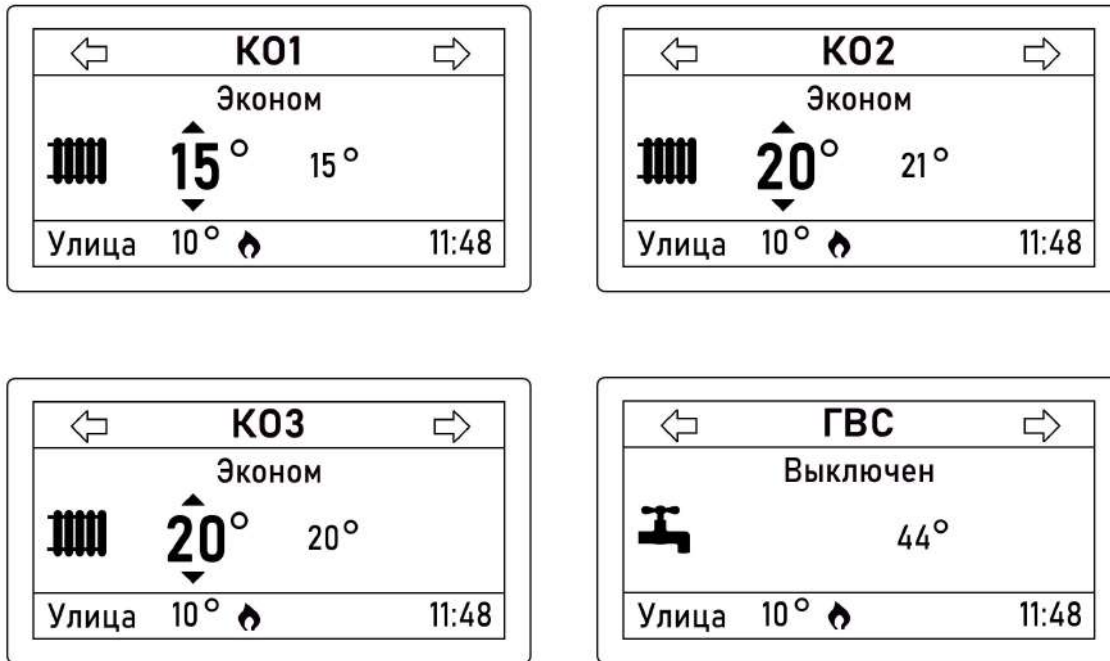 КО1
Эконом
15° 15°
Улица 10° 11:48
КО2
Эконом
20° 21°
Улица 10° 11:48
КО3
Эконом
20° 20°
Улица 10° 11:48
ГВС
Выключен
44°
Улица 10° 11:48